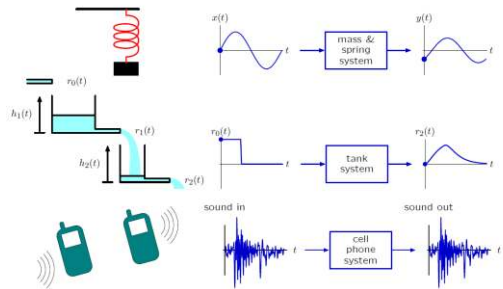 x(t)
t
mass &
spring
system
y(t)
t
r₀(t)
h₁(t)
r₁(t)
h₂(t)
r₂(t)
r₀(t)
t
tank
system
r₂(t)
t
sound in
t
cell
phone
system
sound out
t